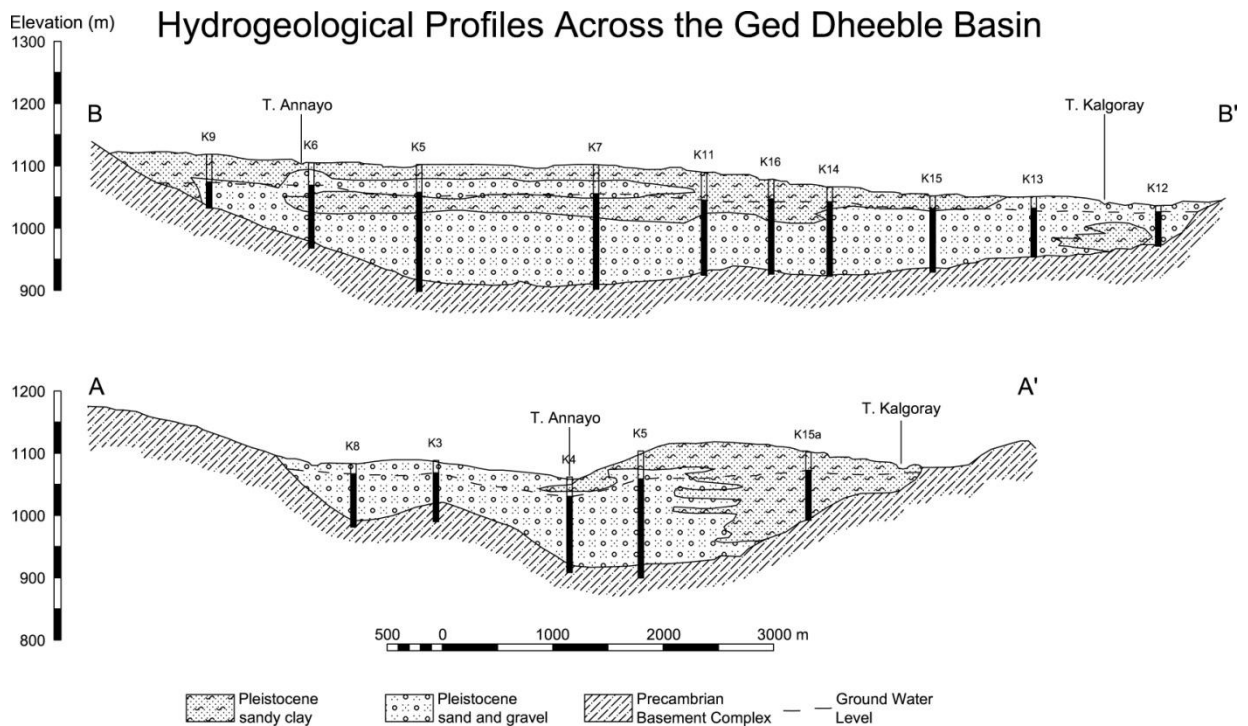 Hydrogeological Profiles Across the Ged Dheeble Basin
Elevation (m)
1300
1200
1100
1000
900
B
T. Annayo
T. Kalgoray
B'
K9
K6
K5
K7
K11
K16
K14
K15
K13
K12
1200
1100
1000
900
800
A
T. Annayo
T. Kalgoray
A'
K8
K3
K4
K5
K15a
500 0 1000 2000 3000 m
Pleistocene
sandy clay
Pleistocene
sand and gravel
Precambrian
Basement Complex
Ground Water
Level